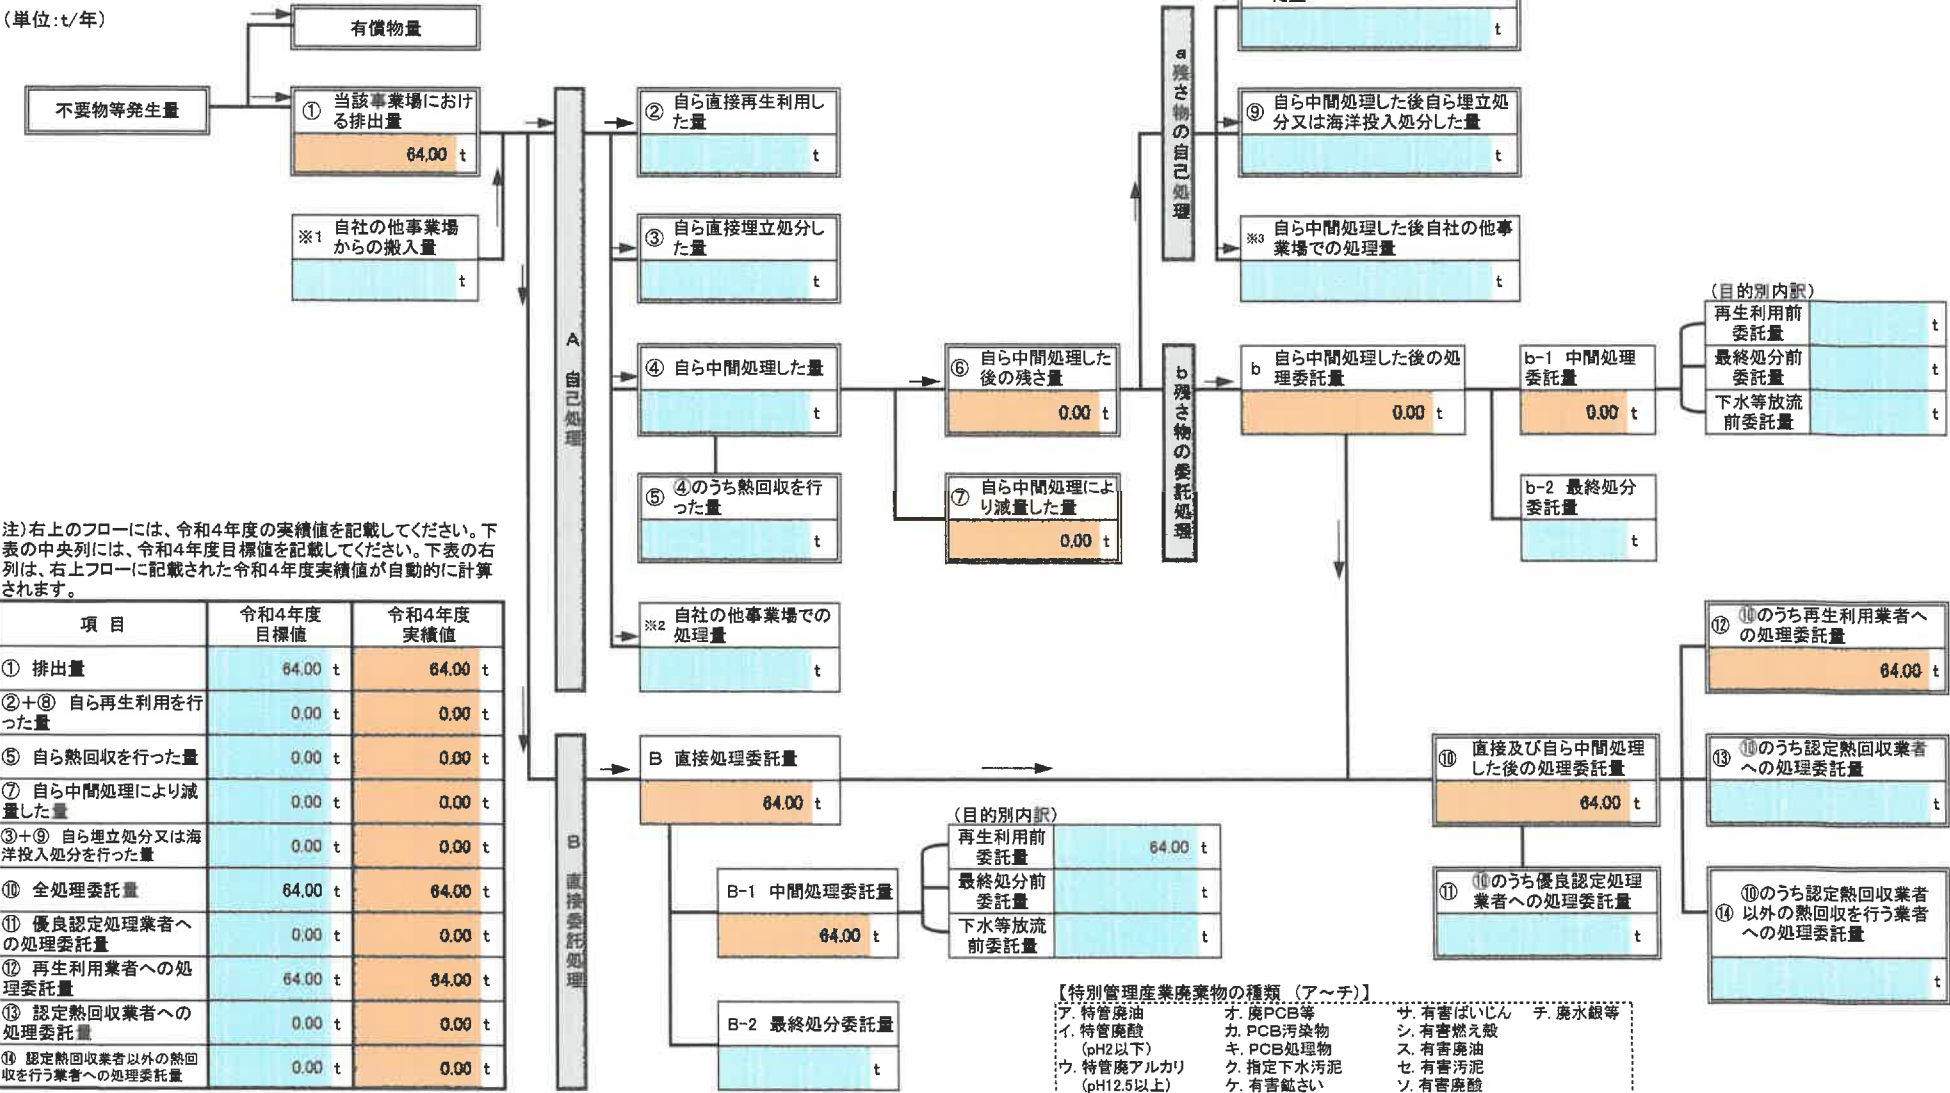 (単位:t/年)
有償物量
不要物等発生量
① 当該事業場におけ
る排出量
64.00 t
※1 自社の他事業場
からの搬入量
t
A 自己処理
② 自ら直接再生利用し
た量
t
③ 自ら直接埋立処分し
た量
t
④ 自ら中間処理した量
t
⑤ ④のうち熱回収を行
った量
t
※2 自社の他事業場での
処理量
t
⑥ 自ら中間処理した
後の残さ量
0.00 t
⑦ 自ら中間処理によ
り減量した量
0.00 t
a 残さ物の自己処理
t
⑨ 自ら中間処理した後自ら埋立処
分又は海洋投入処分した量
t
※3 自ら中間処理した後自社の他事
業場での処理量
t
b 残さ物の委託処理
b 自ら中間処理した後の処
理委託量
0.00 t
b-1 中間処理
委託量
0.00 t
b-2 最終処分
委託量
t
(目的別内訳)
再生利用前
委託量
t
最終処分前
委託量
t
下水等放流
前委託量
t
注)右上のフローには、令和4年度の実績値を記載してください。下
表の中央列には、令和4年度目標値を記載してください。下表の右
列は、右上フローに記載された令和4年度実績値が自動的に計算
されます。
項 目 令和4年度 目標値 令和4年度 実績値
① 排出量 64.00 t 64.00 t
②+⑧ 自ら再生利用を行
った量 0.00 t 0.00 t
⑤ 自ら熱回収を行った量 0.00 t 0.00 t
⑦ 自ら中間処理により減
量した量 0.00 t 0.00 t
③+⑨ 自ら埋立処分又は海
洋投入処分を行った量 0.00 t 0.00 t
⑩ 全処理委託量 64.00 t 64.00 t
⑪ 優良認定処理業者へ
の処理委託量 0.00 t 0.00 t
⑫ 再生利用業者への処
理委託量 64.00 t 64.00 t
⑬ 認定熱回収業者への
処理委託量 0.00 t 0.00 t
⑭ 認定熱回収業者以外の熱回
収を行う業者への処理委託量 0.00 t 0.00 t
B 直接委託処理
B 直接処理委託量
64.00 t
B-1 中間処理委託量
64.00 t
B-2 最終処分委託量
t
(目的別内訳)
再生利用前
委託量
64.00 t
最終処分前
委託量
t
下水等放流
前委託量
t
⑩ 直接及び自ら中間処理
した後の処理委託量
64.00 t
⑪ ⑩のうち優良認定処理
業者への処理委託量
t
⑫ ⑩のうち再生利用業者へ
の処理委託量
64.00 t
⑬ ⑩のうち認定熱回収業者
への処理委託量
t
⑭ ⑩のうち認定熱回収業者
以外の熱回収を行う業者
への処理委託量
t
【特別管理産業廃棄物の種類 (ア~チ)】
ア. 特管廃油 オ. 廃PCB等 サ. 有害ばいじん チ. 廃水銀等
イ. 特管廃酸 カ. PCB汚染物 シ. 有害燃え殻
(pH2以下) キ. PCB処理物 ス. 有害廃油
ウ. 特管廃アルカリ ク. 指定下水汚泥 セ. 有害汚泥
(pH12.5以上) ケ. 有害鉱さい ソ. 有害廃酸